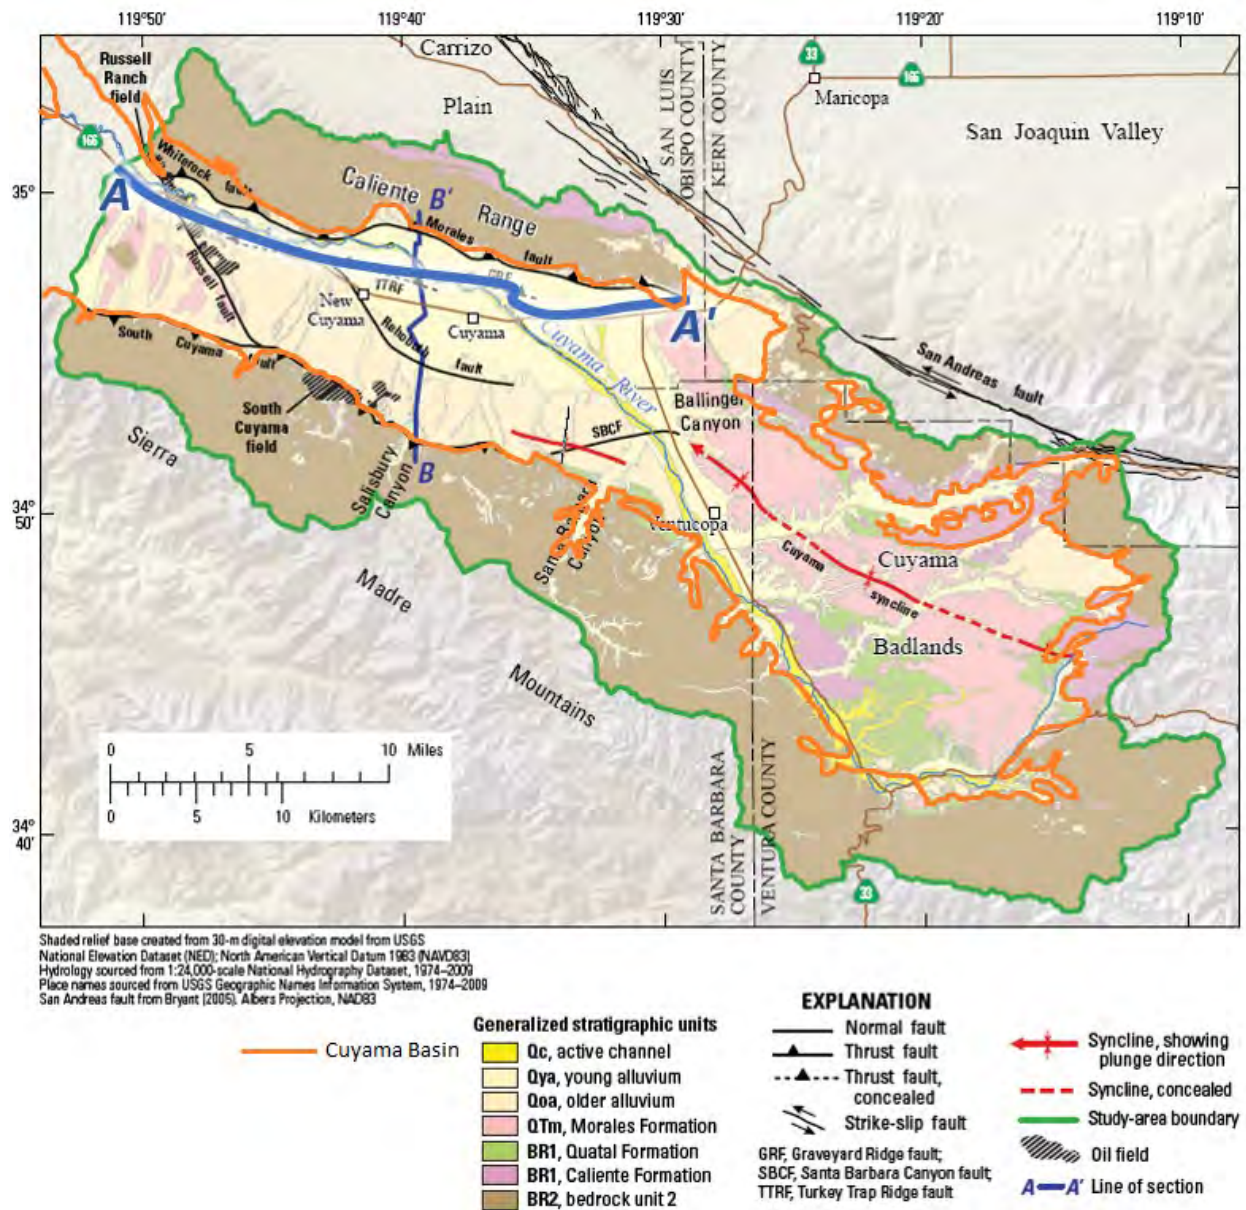 119°50'
119°40'
119°30'
119°20'
119°10'
35°
34°
50'
34°
40'
Russell
Ranch
field
Carrizo
Plain
SAN LUIS
OBISPO COUNTY
KERN COUNTY
33
166
Maricopa
San Joaquin Valley
166
Whiterock fault
Caliente
Range
A
B'
Morales fault
Russell fault
GRF
TTRF
New
Cuyama
Cuyama
Rehoboth fault
A'
Cuyama River
San Andreas fault
South Cuyama fault
Ballinger
Canyon
South
Cuyama
field
SBCF
Sierra
Salisbury
Canyon
B
Santa Barbara
Canyon
Ventucopa
Cuyama
syncline
Cuyama
Badlands
Madre
Mountains
0 5 10 Miles
0 5 10 Kilometers
SANTA BARBARA
COUNTY
VENTURA COUNTY
33
Shaded relief base created from 30-m digital elevation model from USGS
National Elevation Dataset (NED); North American Vertical Datum 1983 (NAVD83)
Hydrology sourced from 1:24,000-scale National Hydrography Dataset, 1974–2009
Place names sourced from USGS Geographic Names Information System, 1974–2009
San Andreas fault from Bryant (2005). Albers Projection, NAD83
Cuyama Basin
Generalized stratigraphic units
Qc, active channel
Qya, young alluvium
Qoa, older alluvium
QTm, Morales Formation
BR1, Quatal Formation
BR1, Caliente Formation
BR2, bedrock unit 2
EXPLANATION
Normal fault
Thrust fault
Thrust fault,
concealed
Strike-slip fault
GRF, Graveyard Ridge fault;
SBCF, Santa Barbara Canyon fault;
TTRF, Turkey Trap Ridge fault
Syncline, showing
plunge direction
Syncline, concealed
Study-area boundary
Oil field
A A' Line of section